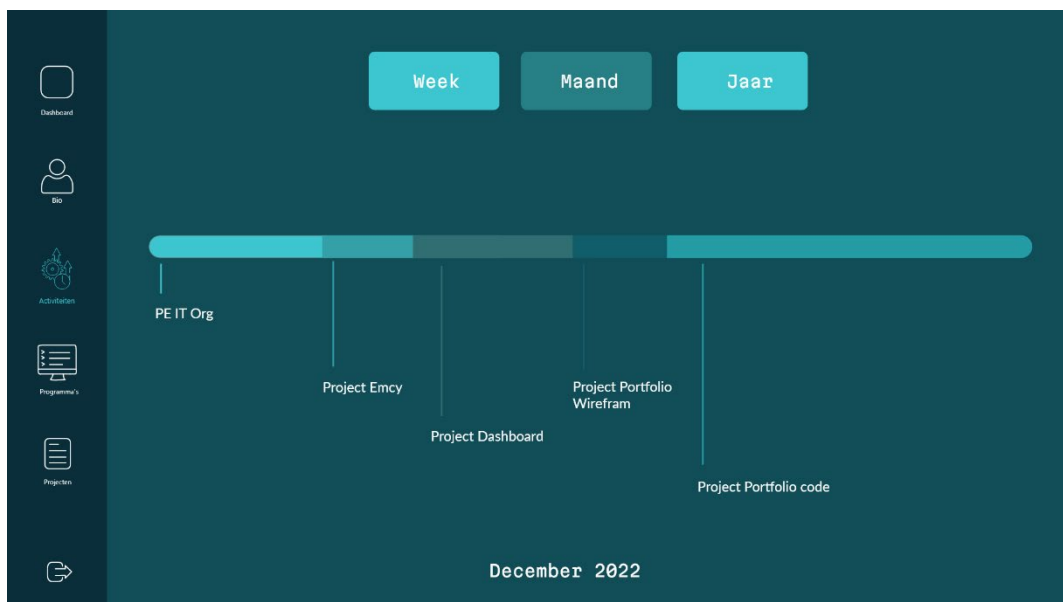 Week
Maand
Jaar
Dashboard
Bio
Activiteiten
Programma's
Projecten
PE IT Org
Project Emcy
Project Dashboard
Project Portfolio
Wirefram
Project Portfolio code
December 2022